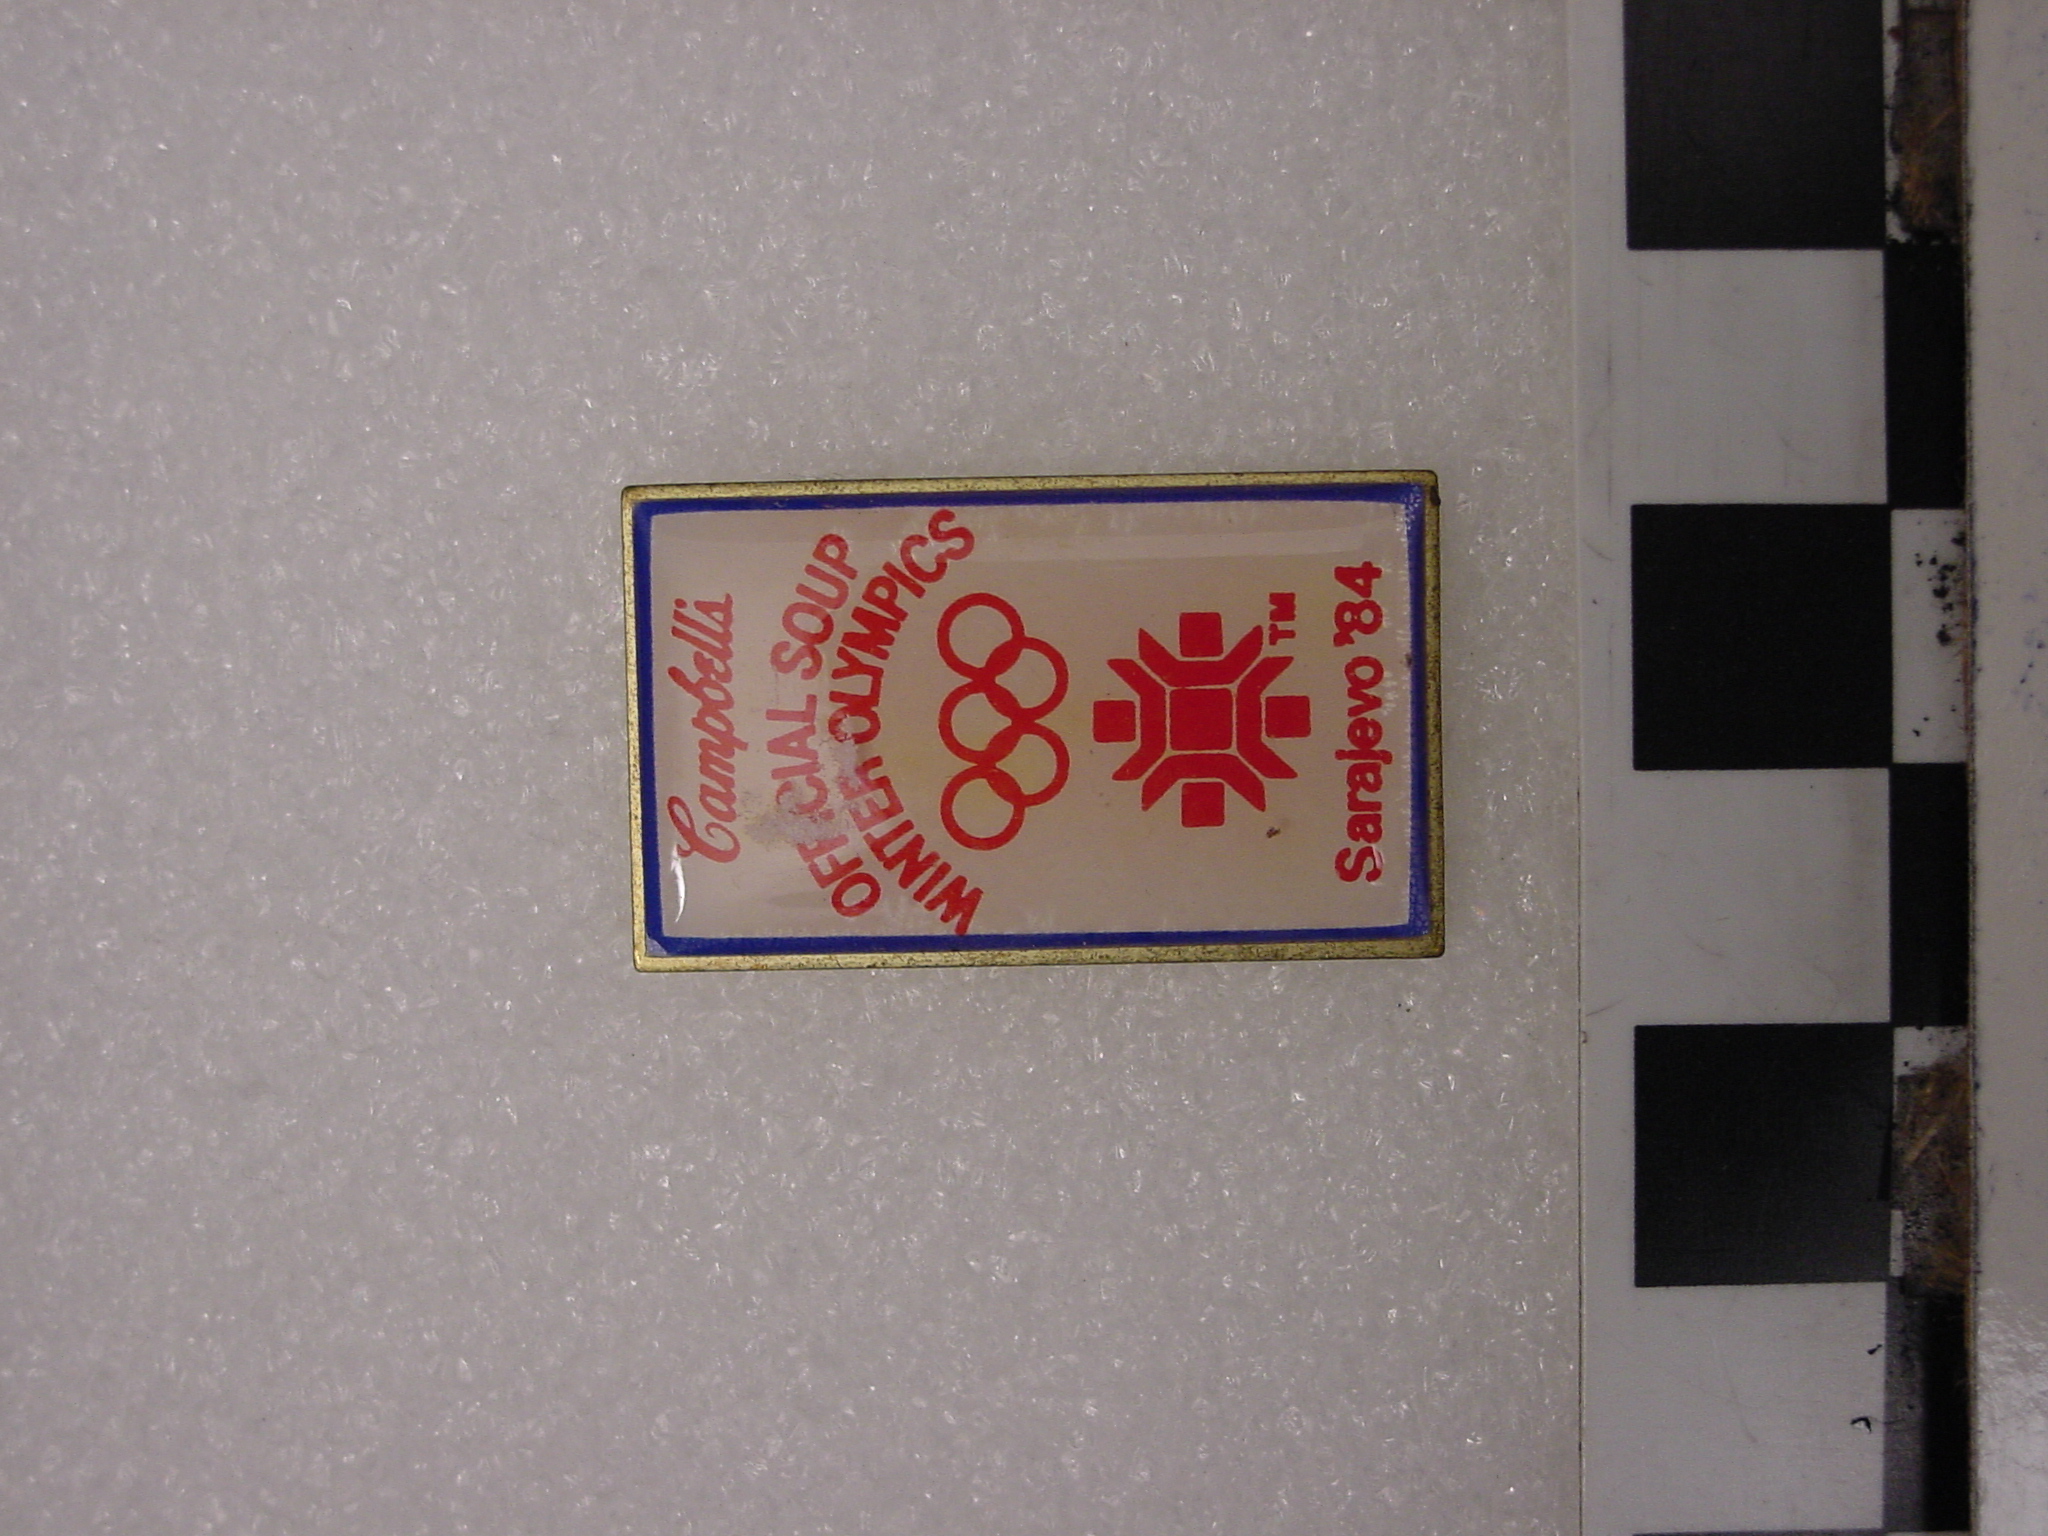 Campbell's
OFFICIAL SOUP
WINTER OLYMPICS
TM
Sarajevo '84